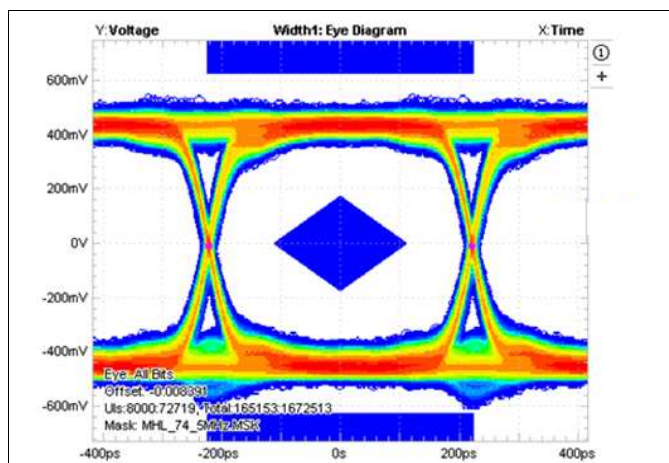 Y:Voltage Width1: Eye Diagram X:Time
1
+
600mV
400mV
200mV
0V
-200mV
-400mV
-600mV
Eye: All Bits
Offset: -0.008391
UIs:8000:72719, Total:165153:1672513
Mask: MHL_74_5MHz.MSK
-400ps -200ps 0s 200ps 400ps